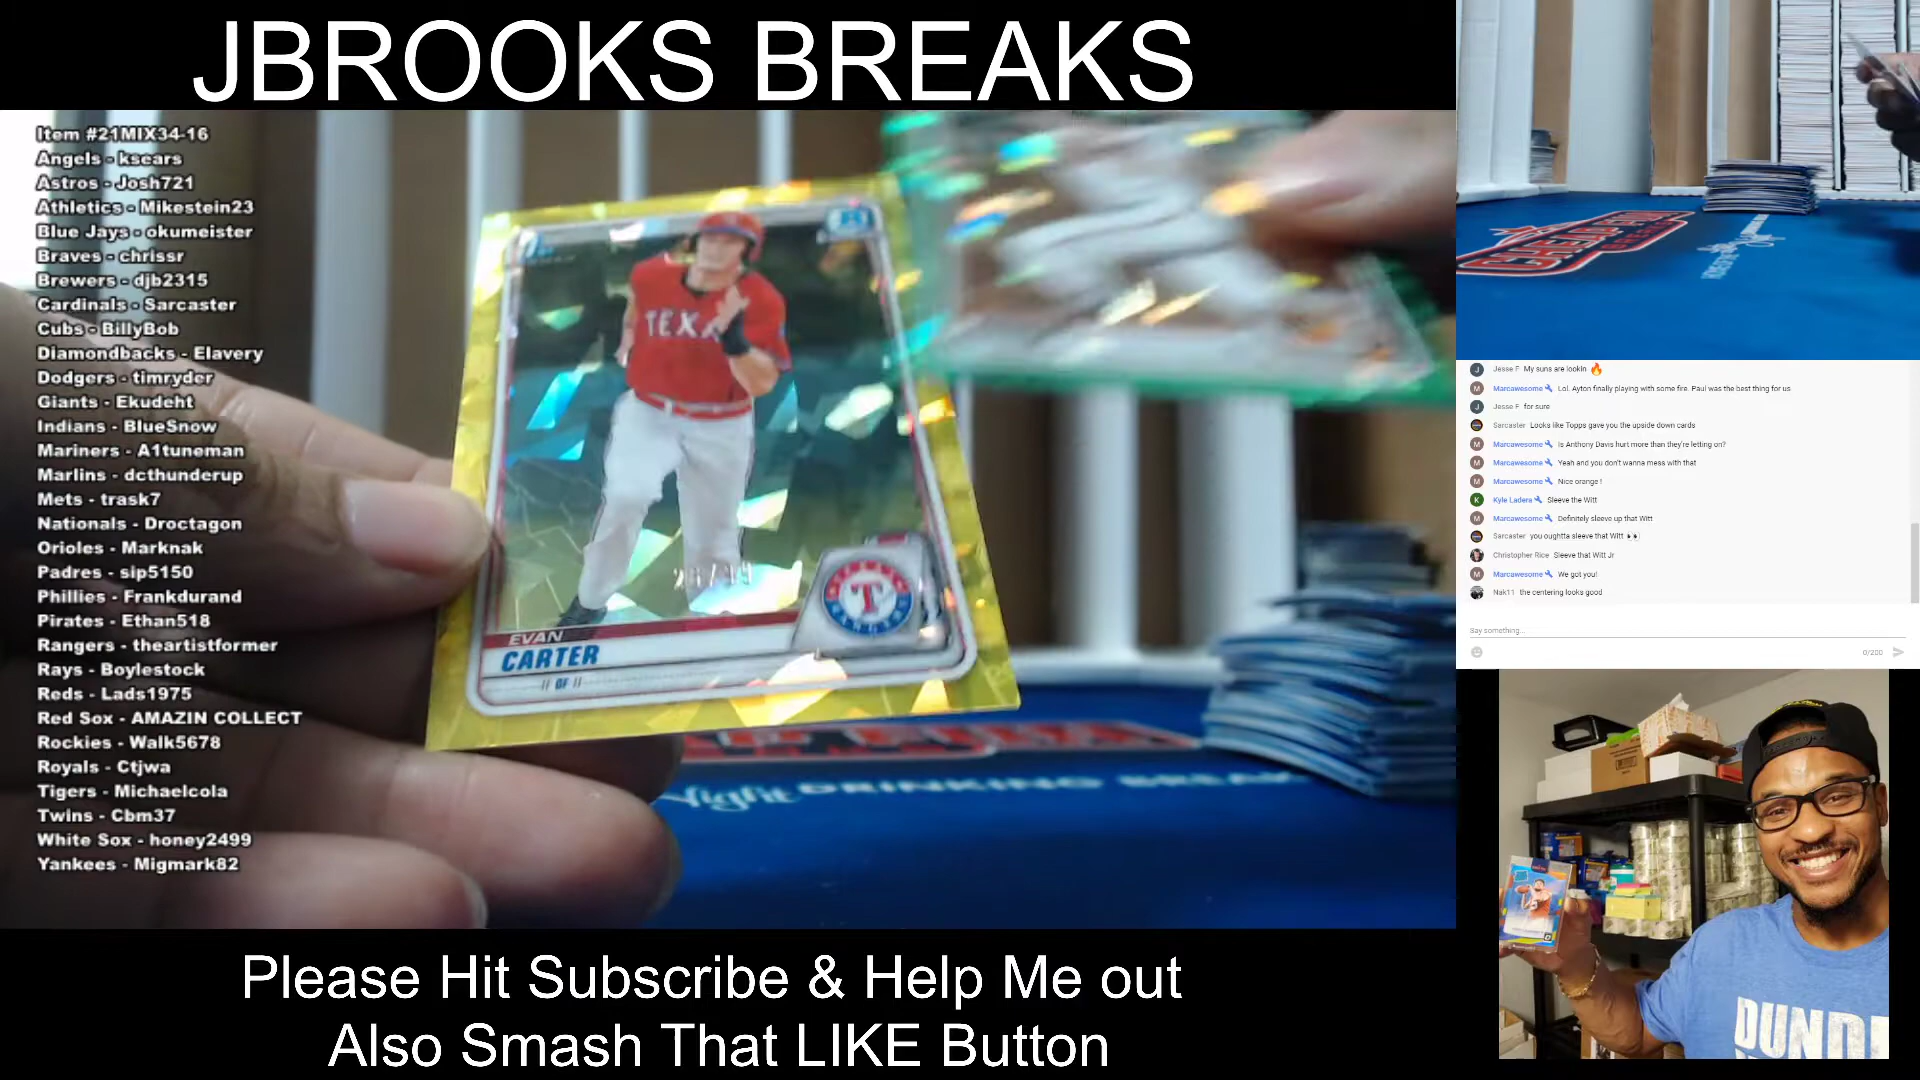 JBROOKS BREAKS
Item #21MIX34-16
Angels - ksears
Astros - Josh721
Athletics - Mikestein23
Blue Jays - okumeister
Braves - chrissr
Brewers - djb2315
Cardinals - Sarcaster
Cubs - BillyBob
Diamondbacks - Elavery
Dodgers - timryder
Giants - Ekudeht
Indians - BlueSnow
Mariners - A1tuneman
Marlins - dcthunderup
Mets - trask7
Nationals - Droctagon
Orioles - Marknak
Padres - sip5150
Phillies - Frankdurand
Pirates - Ethan518
Rangers - theartistformer
Rays - Boylestock
Reds - Lads1975
Red Sox - AMAZIN COLLECT
Rockies - Walk5678
Royals - Ctjwa
Tigers - Michaelcola
Twins - Cbm37
White Sox - honey2499
Yankees - Migmark82
EVAN
CARTER
// OF //
T
Night DRINKING BREAK
Please Hit Subscribe & Help Me out
Also Smash That LIKE Button
J Jesse F My suns are lookin 🔥
M Marcawesome Lol. Ayton finally playing with some fire. Paul was the best thing for us
J Jesse F for sure
Sarcaster Looks like Topps gave you the upside down cards
M Marcawesome Is Anthony Davis hurt more than they're letting on?
M Marcawesome Yeah and you don't wanna mess with that
M Marcawesome Nice orange !
K Kyle Ladera Sleeve the Witt
M Marcawesome Definitely sleeve up that Witt
Sarcaster you oughtta sleeve that Witt 👀
Christopher Rice Sleeve that Witt Jr
M Marcawesome We got you!
Nak11 the centering looks good
Say something...
0/200
DUND